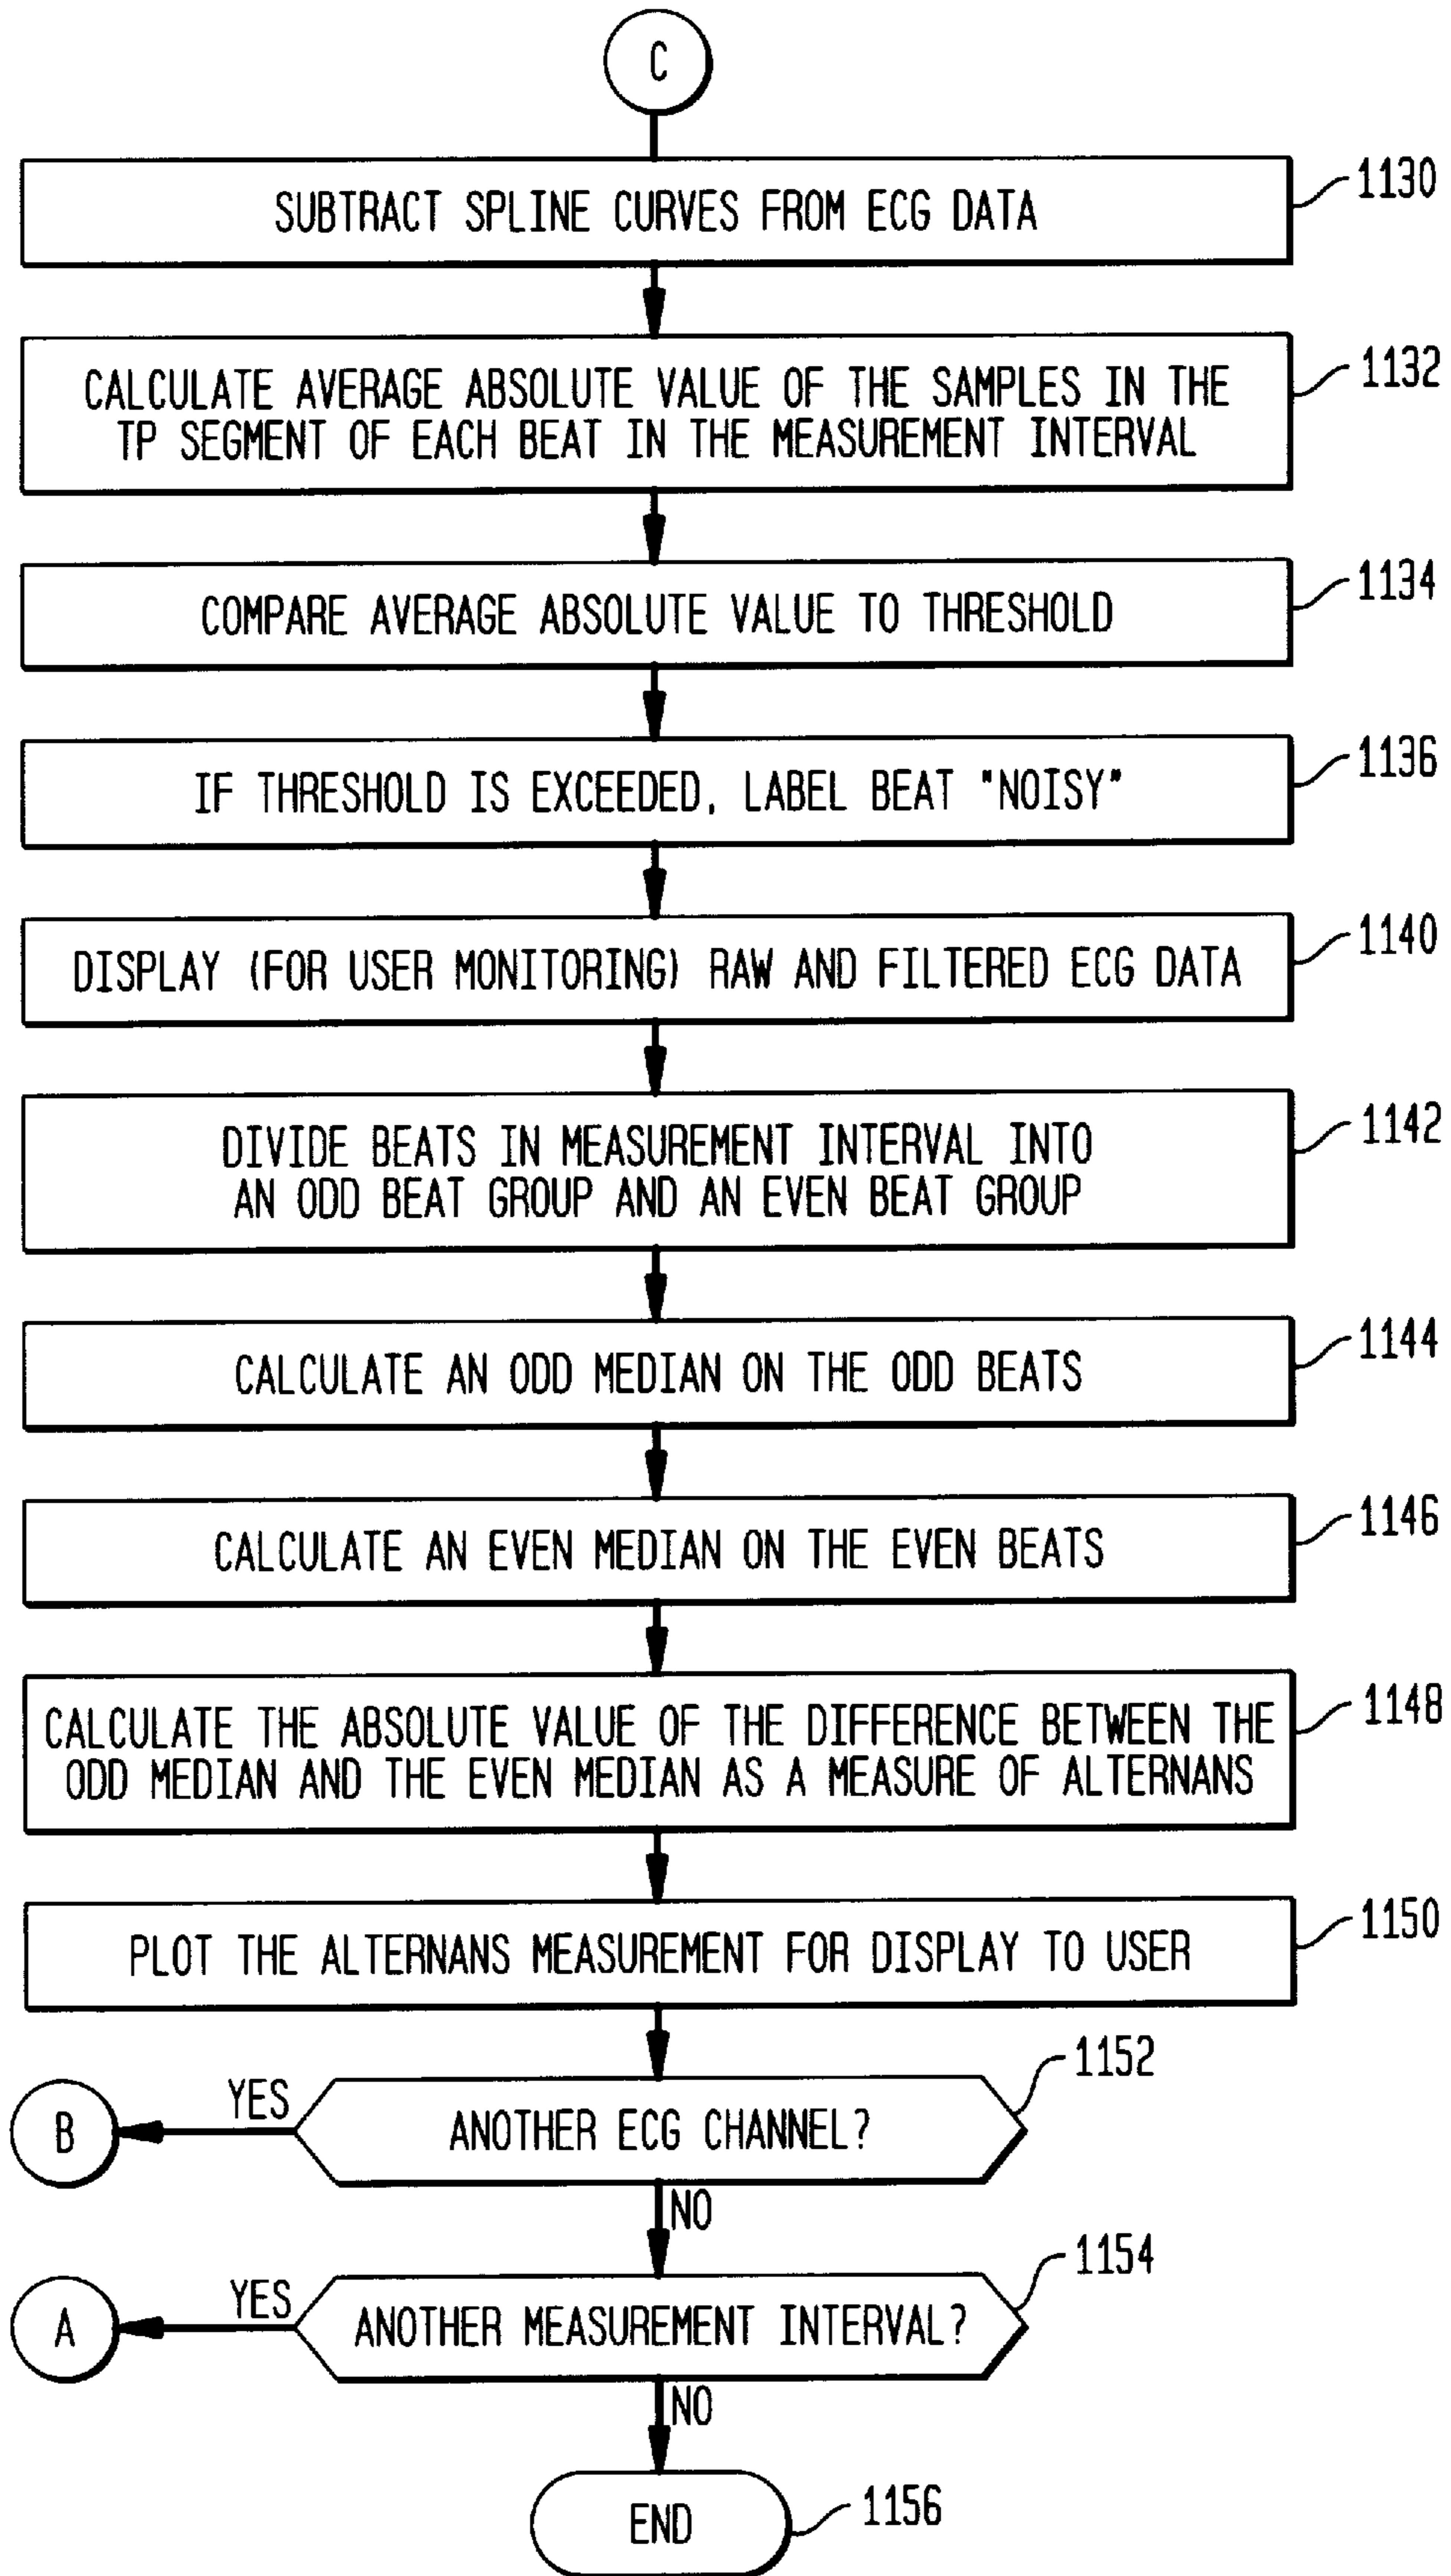 C
SUBTRACT SPLINE CURVES FROM ECG DATA
1130
CALCULATE AVERAGE ABSOLUTE VALUE OF THE SAMPLES IN THE
TP SEGMENT OF EACH BEAT IN THE MEASUREMENT INTERVAL
1132
COMPARE AVERAGE ABSOLUTE VALUE TO THRESHOLD
1134
IF THRESHOLD IS EXCEEDED, LABEL BEAT "NOISY"
1136
DISPLAY (FOR USER MONITORING) RAW AND FILTERED ECG DATA
1140
DIVIDE BEATS IN MEASUREMENT INTERVAL INTO
AN ODD BEAT GROUP AND AN EVEN BEAT GROUP
1142
CALCULATE AN ODD MEDIAN ON THE ODD BEATS
1144
CALCULATE AN EVEN MEDIAN ON THE EVEN BEATS
1146
CALCULATE THE ABSOLUTE VALUE OF THE DIFFERENCE BETWEEN THE
ODD MEDIAN AND THE EVEN MEDIAN AS A MEASURE OF ALTERNANS
1148
PLOT THE ALTERNANS MEASUREMENT FOR DISPLAY TO USER
1150
ANOTHER ECG CHANNEL?
1152
YES
B
NO
ANOTHER MEASUREMENT INTERVAL?
1154
YES
A
NO
END
1156